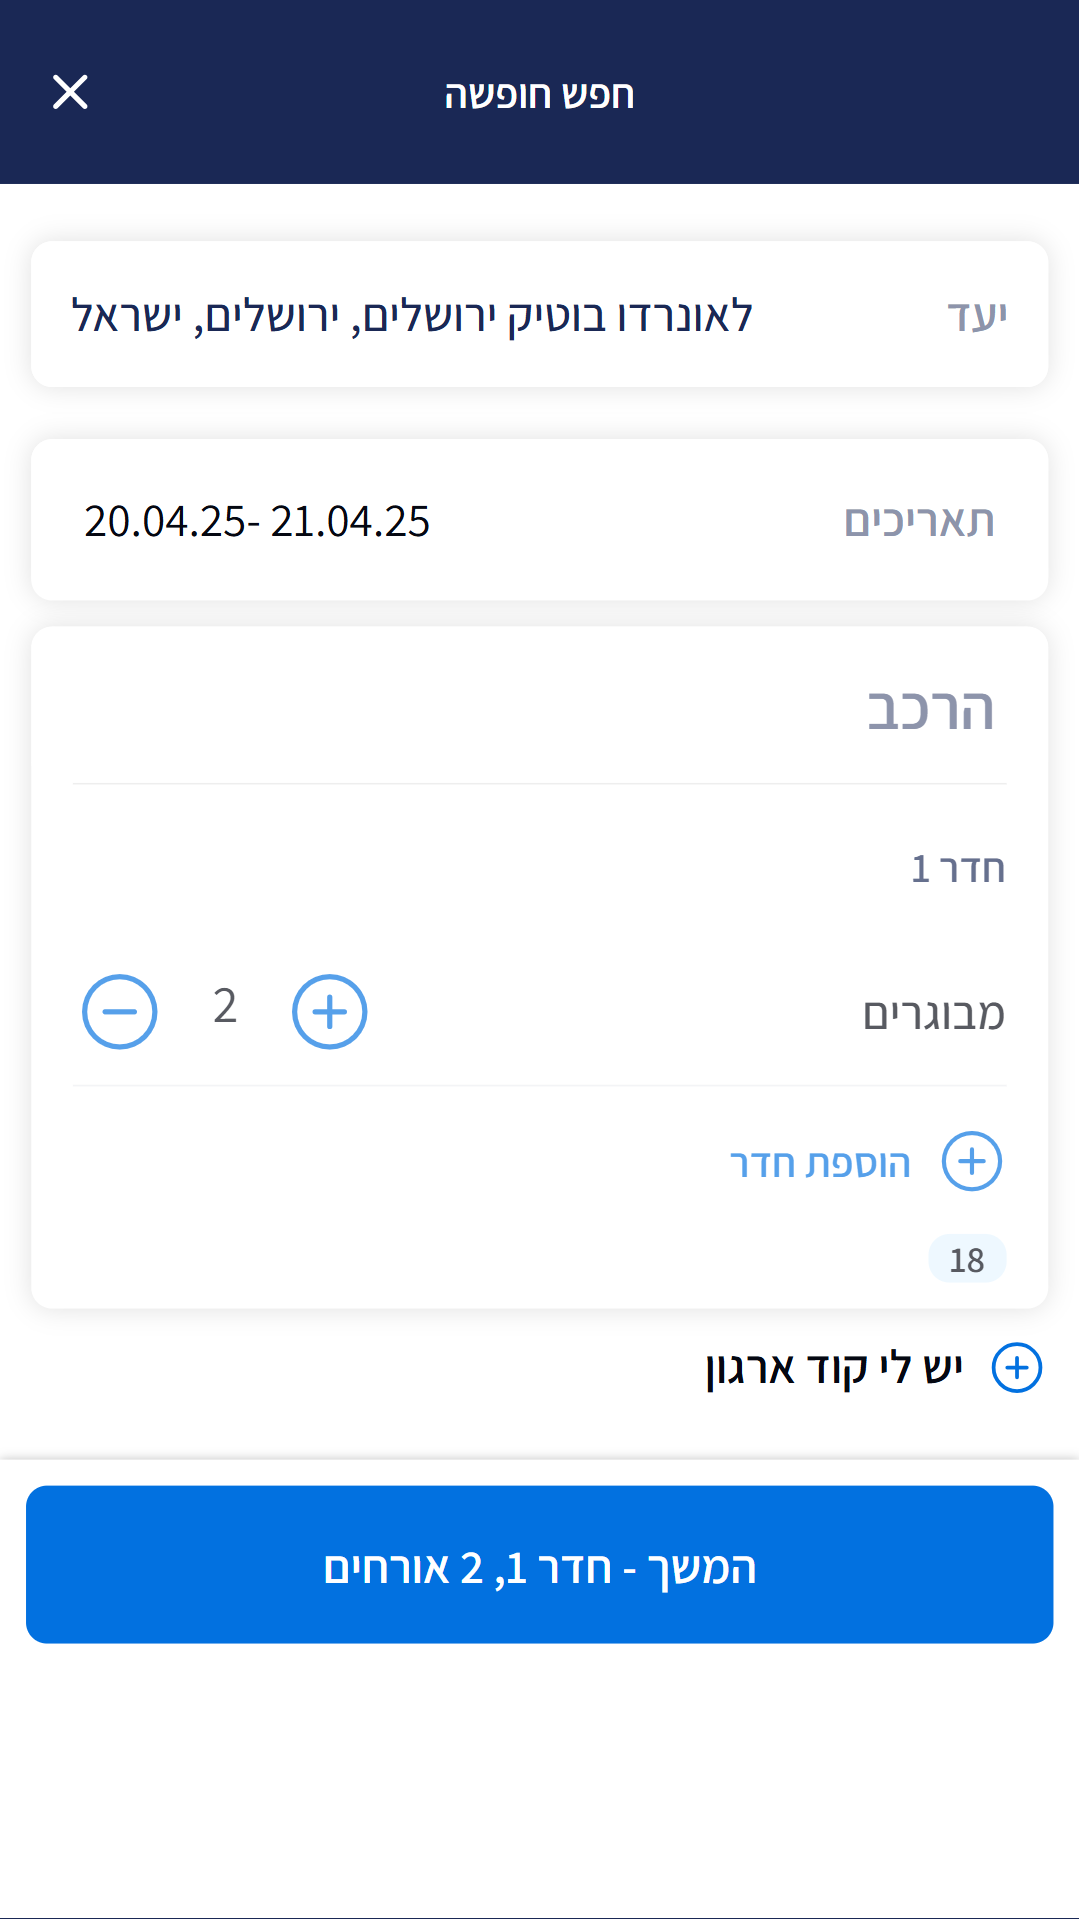 חפש חופשה
יעד
לאונרדו בוטיק ירושלים, ירושלים, ישראל
תאריכים
20.04.25- 21.04.25
הרכב
חדר 1
מבוגרים
2
הוספת חדר
18
יש לי קוד ארגון
המשך - חדר 1, 2 אורחים